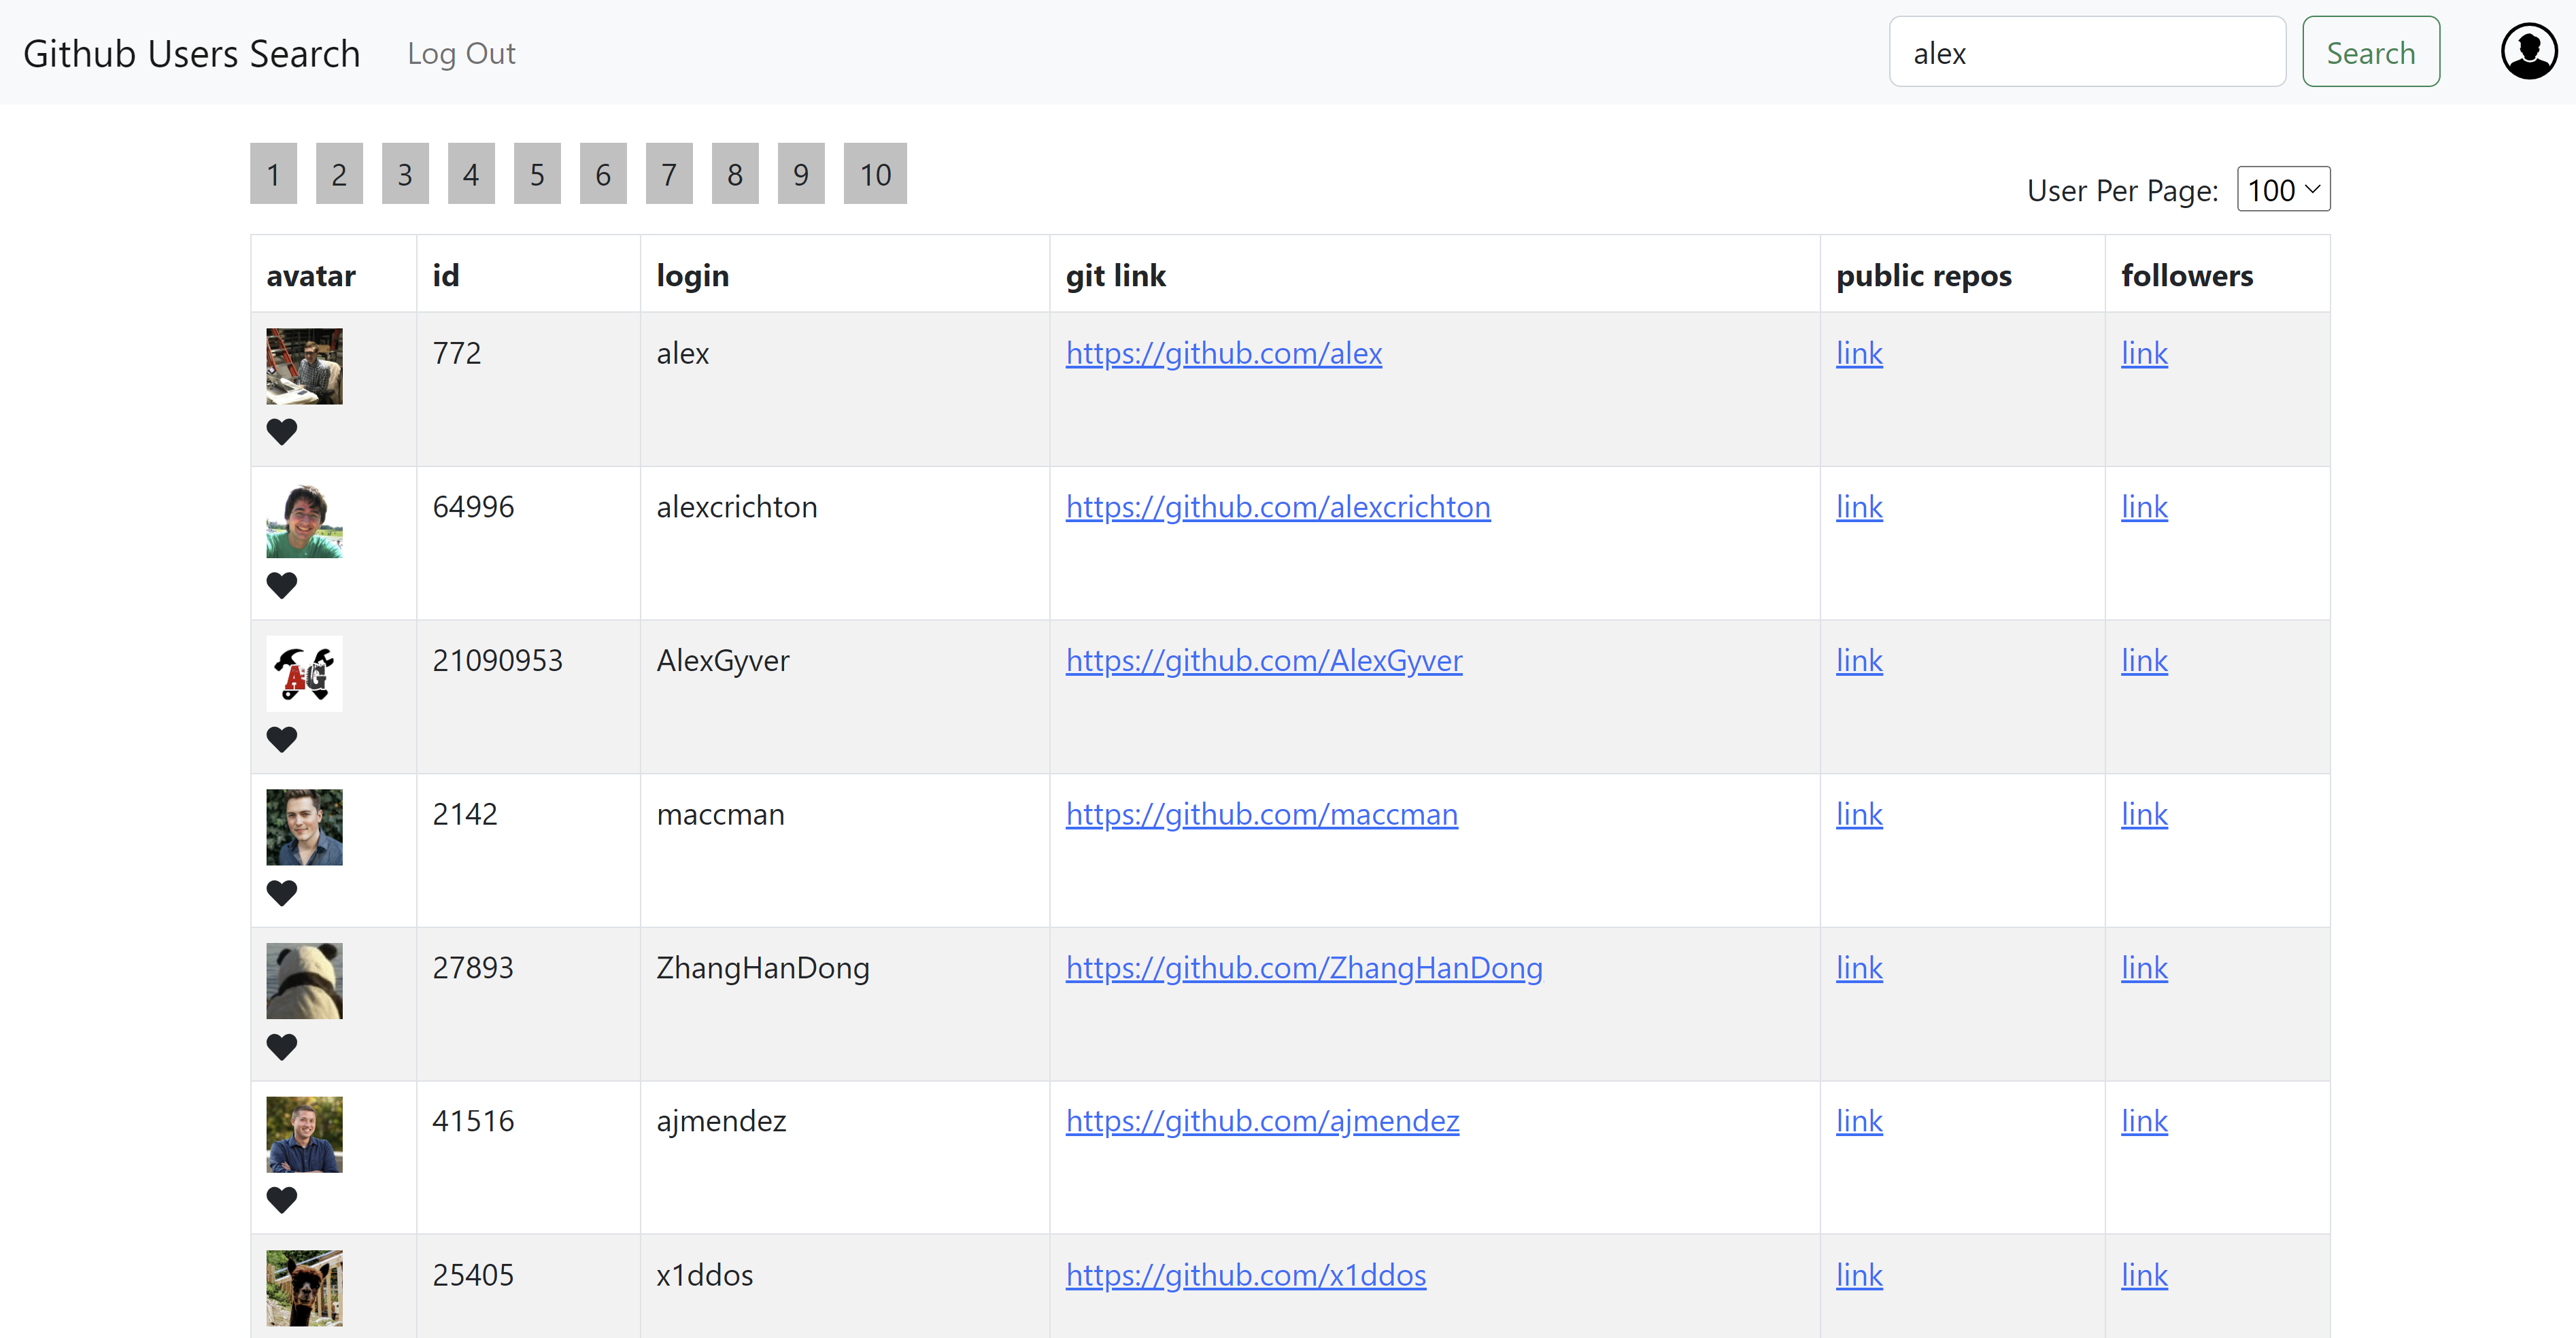 Github Users Search Log Out alex Search
1 2 3 4 5 6 7 8 9 10
User Per Page: 100
avatar id login git link public repos followers
772 alex https://github.com/alex link link
64996 alexcrichton https://github.com/alexcrichton link link
AG
21090953 AlexGyver https://github.com/AlexGyver link link
2142 maccman https://github.com/maccman link link
27893 ZhangHanDong https://github.com/ZhangHanDong link link
41516 ajmendez https://github.com/ajmendez link link
25405 x1ddos https://github.com/x1ddos link link